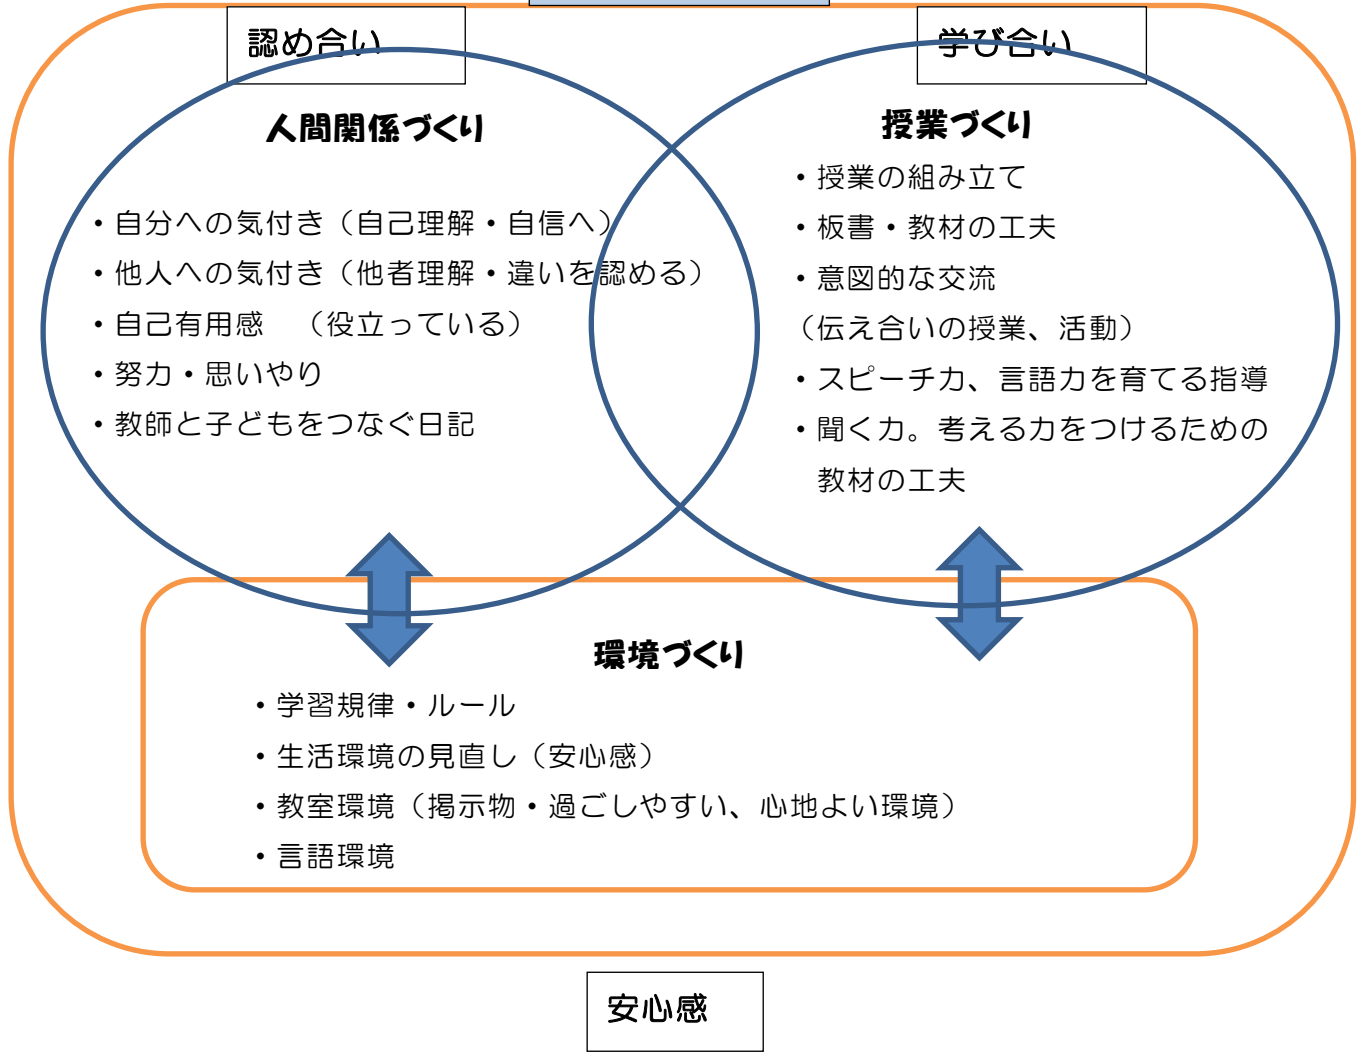 認め合い
学び合い
人間関係づくり
・自分への気付き（自己理解・自信へ）
・他人への気付き（他者理解・違いを認める）
・自己有用感　（役立っている）
・努力・思いやり
・教師と子どもをつなぐ日記
授業づくり
・授業の組み立て
・板書・教材の工夫
・意図的な交流
（伝え合いの授業、活動）
・スピーチ力、言語力を育てる指導
・聞く力。考える力をつけるための
教材の工夫
環境づくり
・学習規律・ルール
・生活環境の見直し（安心感）
・教室環境（掲示物・過ごしやすい、心地よい環境）
・言語環境
安心感